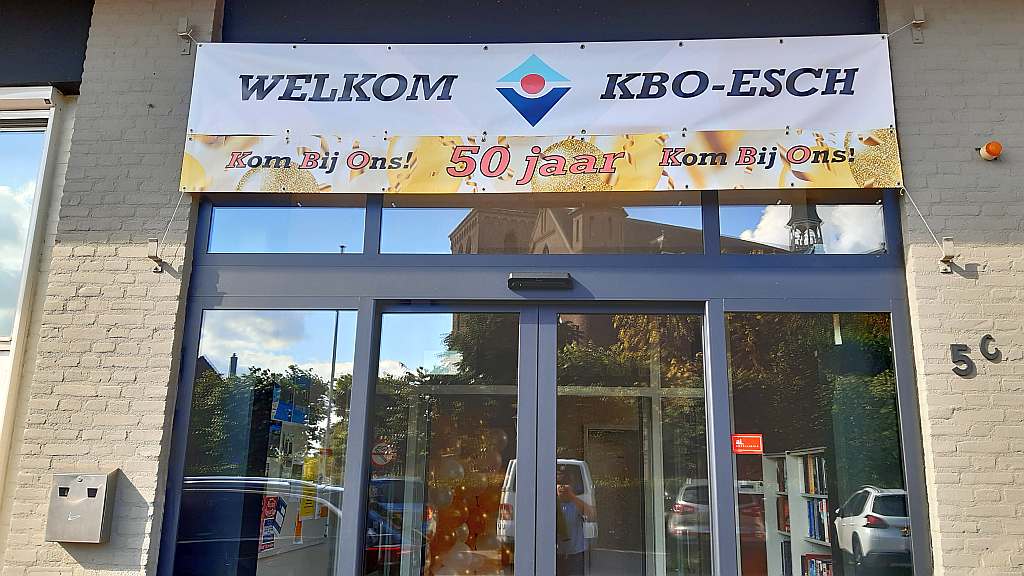 WELKOM KBO-ESCH
Kom Bij Ons! 50 jaar Kom Bij Ons!
5C